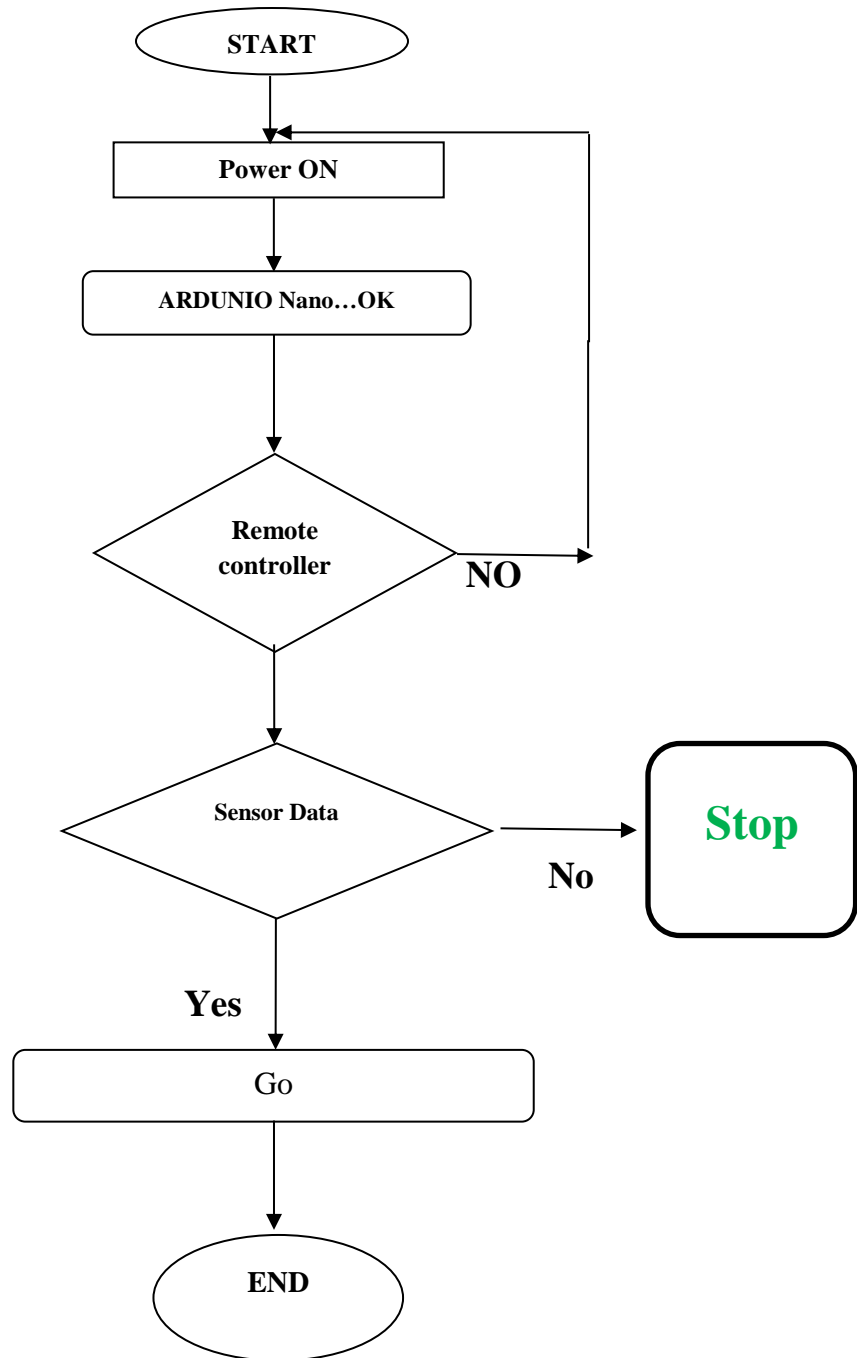 START
Power ON
ARDUNIO Nano...OK
Remote
controller
NO
Sensor Data
Stop
No
Yes
Go
END